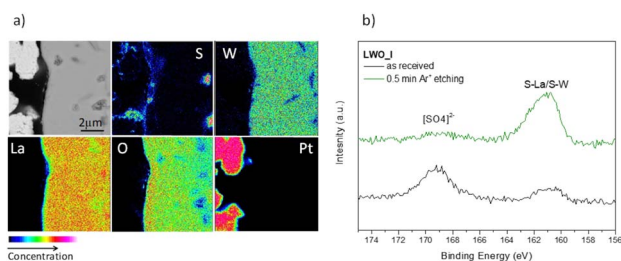 a)
S
W
2μm
La
O
Pt
Concentration
b)
LWO_I
as received
0.5 min Ar⁺ etching
S-La/S-W
[SO4]²⁻
Intesnity (a.u.)
174 172 170 168 166 164 162 160 158 156
Binding Energy (eV)